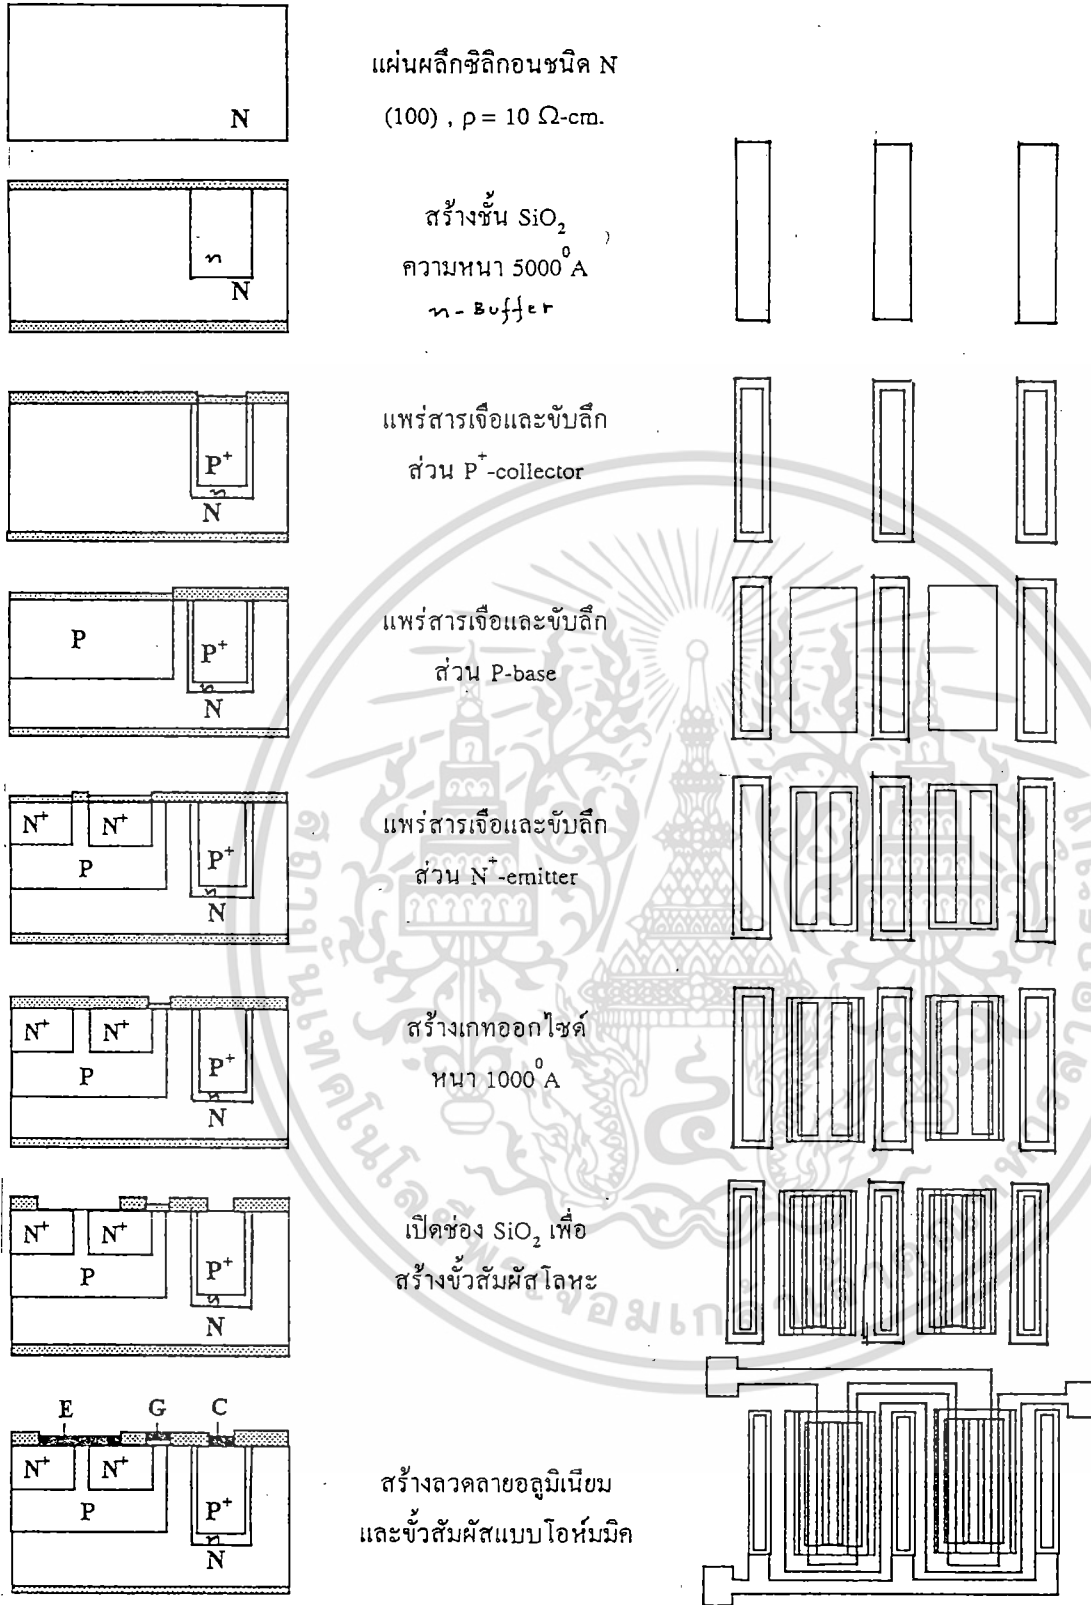 แผ่นผลึกซิลิกอนชนิด N
(100) , ρ = 10 Ω-cm.
N
สร้างชั้น SiO₂
ความหนา 5000⁰A
n - Buffer
n
N
แพร่สารเจือและขับลึก
ส่วน P⁺-collector
P⁺
n
N
แพร่สารเจือและขับลึก
ส่วน P-base
P
P⁺
n
N
แพร่สารเจือและขับลึก
ส่วน N⁺-emitter
N⁺ N⁺
P
P⁺
n
N
สร้างเกทออกไซด์
หนา 1000⁰A
N⁺ N⁺
P
P⁺
n
N
เปิดช่อง SiO₂ เพื่อ
สร้างขั้วสัมผัสโลหะ
N⁺ N⁺
P
P⁺
n
N
E G C
สร้างลวดลายอลูมิเนียม
และขั้วสัมผัสแบบโอห์มมิค
N⁺ N⁺
P
P⁺
n
N